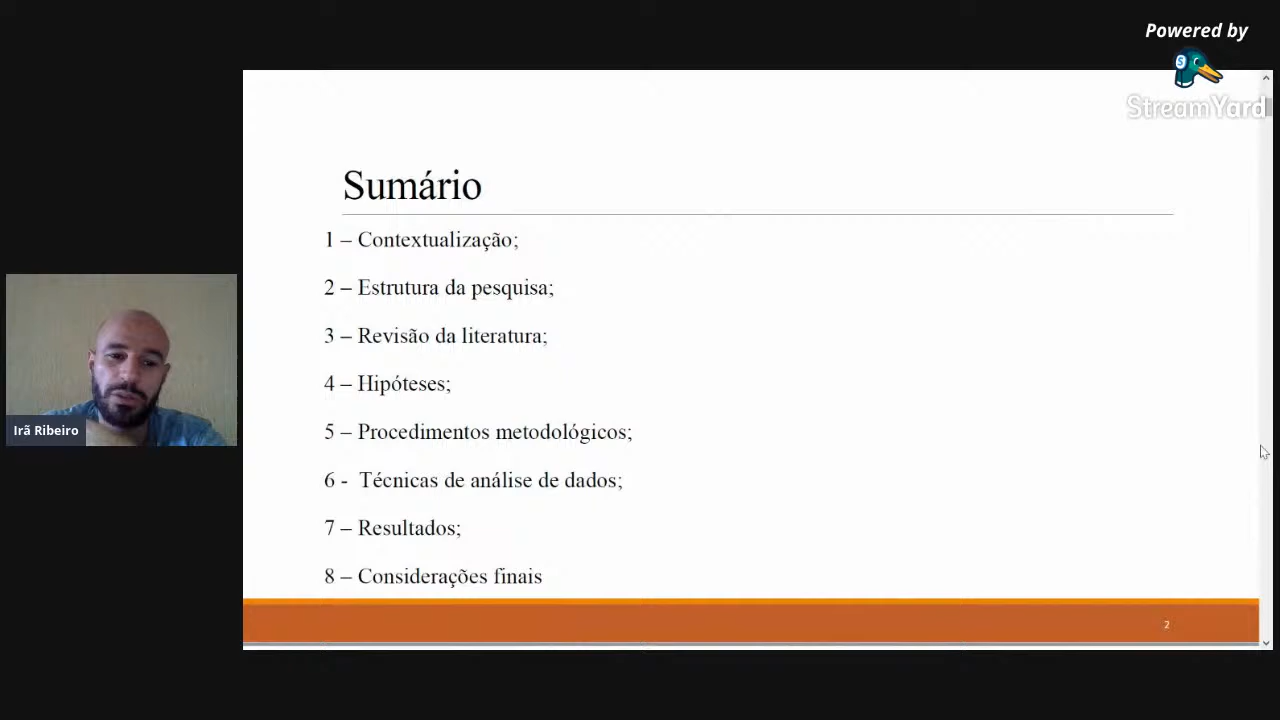 Powered by
StreamYard
Sumário
1 – Contextualização;
2 – Estrutura da pesquisa;
3 – Revisão da literatura;
4 – Hipóteses;
5 – Procedimentos metodológicos;
6 - Técnicas de análise de dados;
7 – Resultados;
8 – Considerações finais
2
Irã Ribeiro